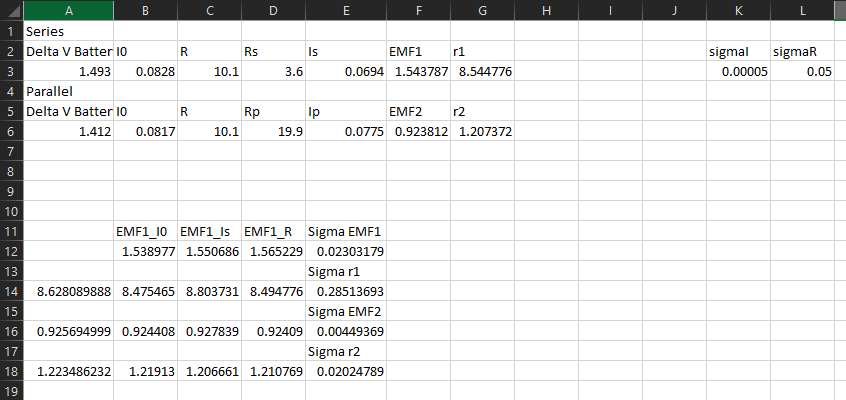 A B C D E F G H I J K L
1 Series
2 Delta V Batter I0 R Rs Is EMF1 r1 sigmaI sigmaR
3 1.493 0.0828 10.1 3.6 0.0694 1.543787 8.544776 0.00005 0.05
4 Parallel
5 Delta V Batter I0 R Rp Ip EMF2 r2
6 1.412 0.0817 10.1 19.9 0.0775 0.923812 1.207372
7
8
9
10
11 EMF1_I0 EMF1_Is EMF1_R Sigma EMF1
12 1.538977 1.550686 1.565229 0.02303179
13 Sigma r1
14 8.628089888 8.475465 8.803731 8.494776 0.28513693
15 Sigma EMF2
16 0.925694999 0.924408 0.927839 0.92409 0.00449369
17 Sigma r2
18 1.223486232 1.21913 1.206661 1.210769 0.02024789
19